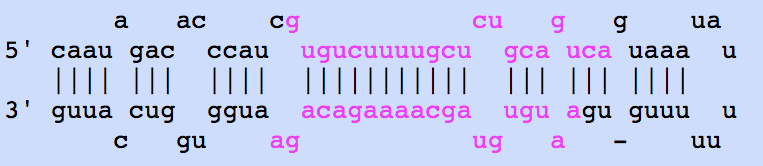 a ac cg cu g g ua
5' caau gac ccau ugucuuuugcu gca uca uaaa u
|||| ||| |||| ||||||||||| ||| ||| ||||
3' guua cug ggua acagaaaacga ugu agu guuu u
c gu ag ug a – uu